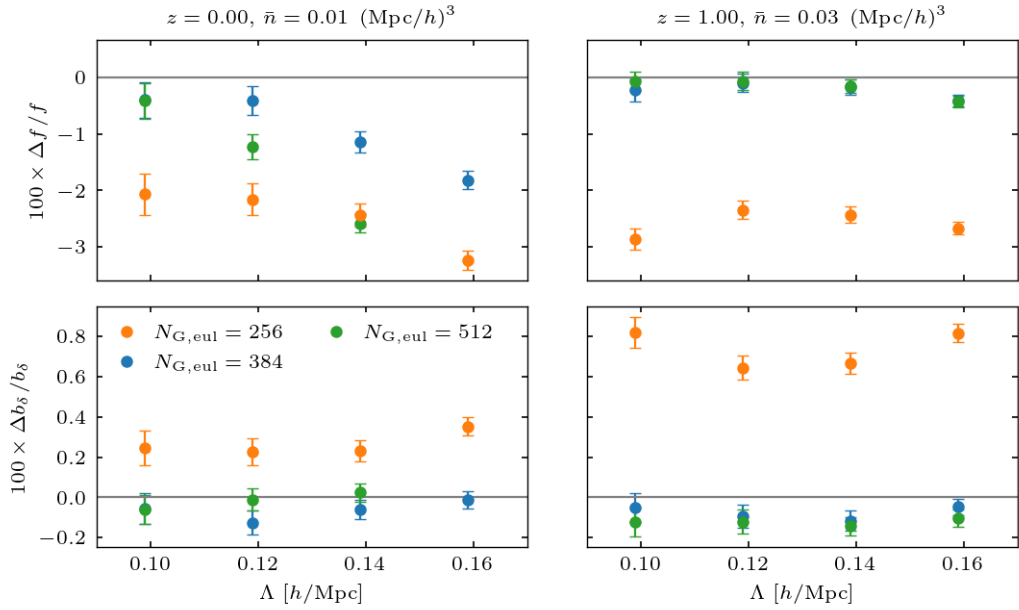 z = 0.00, n̄ = 0.01 (Mpc/h)³
z = 1.00, n̄ = 0.03 (Mpc/h)³
100 × Δf/f
0
−1
−2
−3
100 × Δb_δ/b_δ
0.8
0.6
0.4
0.2
0.0
−0.2
N_G,eul = 256
N_G,eul = 512
N_G,eul = 384
0.10 0.12 0.14 0.16
0.10 0.12 0.14 0.16
Λ [h/Mpc]
Λ [h/Mpc]